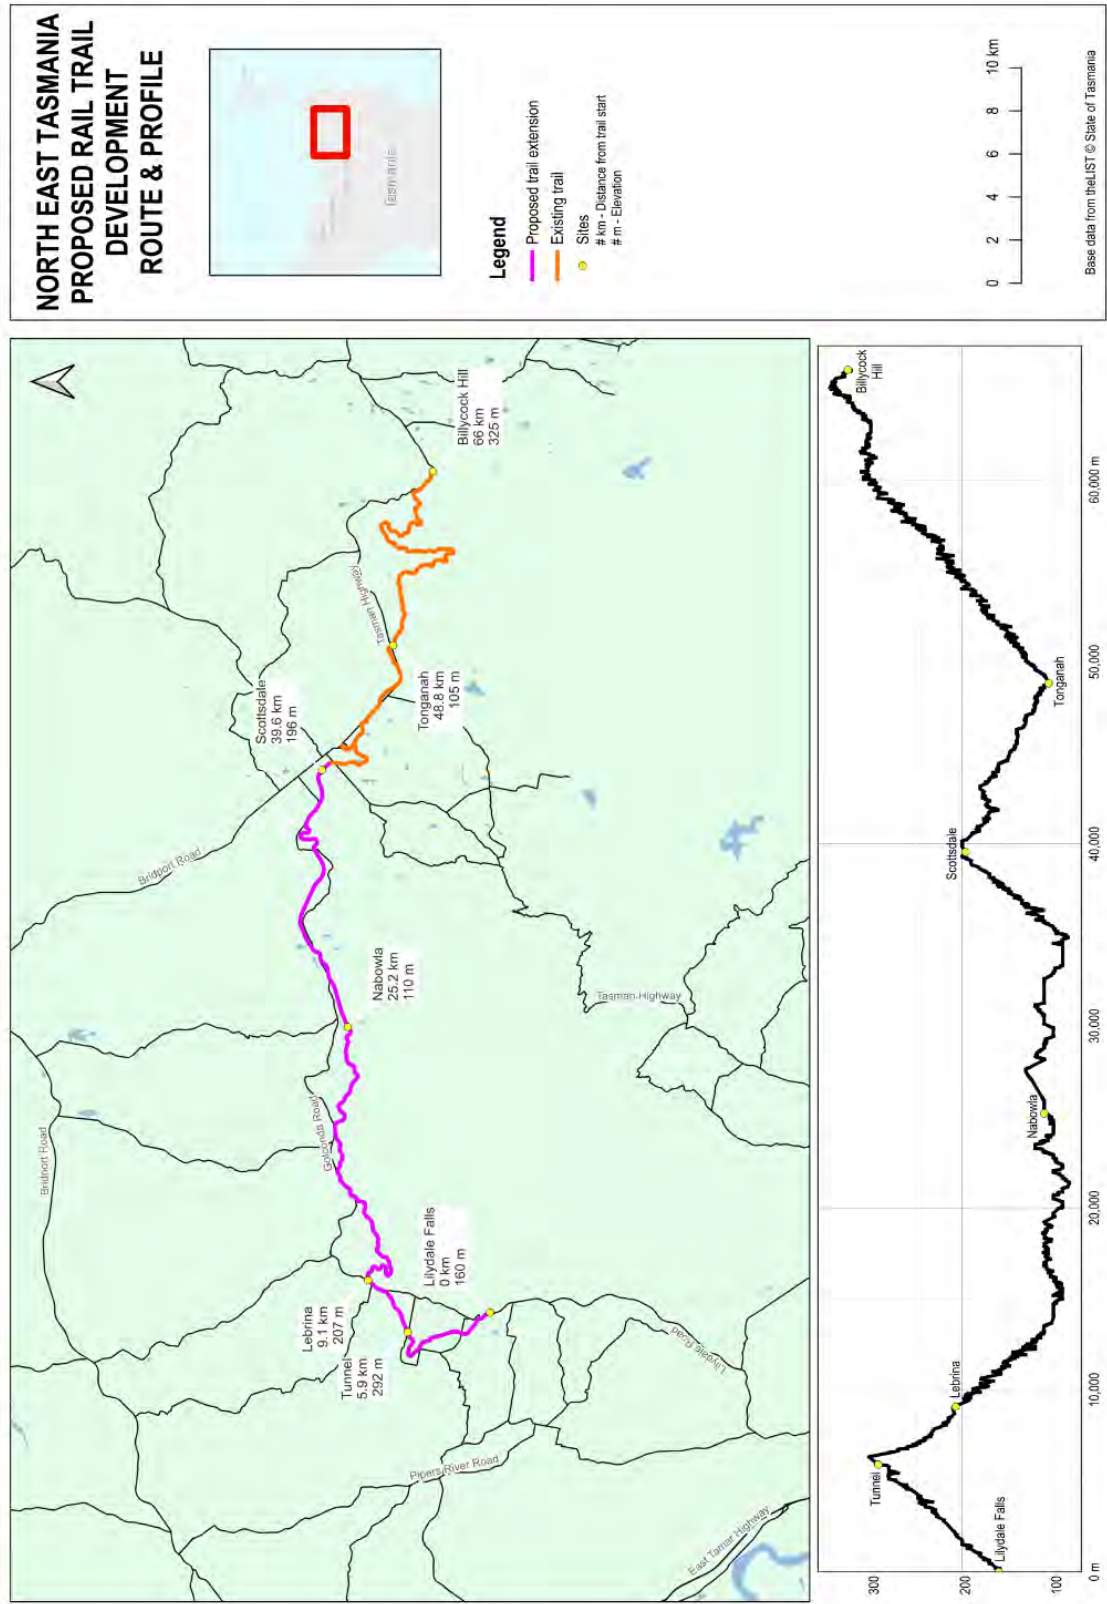 NORTH EAST TASMANIA
PROPOSED RAIL TRAIL
DEVELOPMENT
ROUTE & PROFILE
Tasmania
Legend
Proposed trail extension
Existing trail
Sites
# km - Distance from trail start
# m - Elevation
0 2 4 6 8 10 km
Base data from theLIST © State of Tasmania
Bridport Road
Bridport Road
Golconda Road
Tasman Highway
Tasman Highway
Pipers River Road
Lilydale Road
East Tamar Highway
Lilydale Falls
0 km
160 m
Tunnel
5.9 km
292 m
Lebrina
9.1 km
207 m
Nabowla
25.2 km
110 m
Scottsdale
39.6 km
196 m
Tonganah
48.8 km
105 m
Billycock Hill
66 km
325 m
300
200
100
Lilydale Falls
Tunnel
Lebrina
Nabowla
Scottsdale
Tonganah
Billycock
Hill
0 m 10,000 20,000 30,000 40,000 50,000 60,000 m